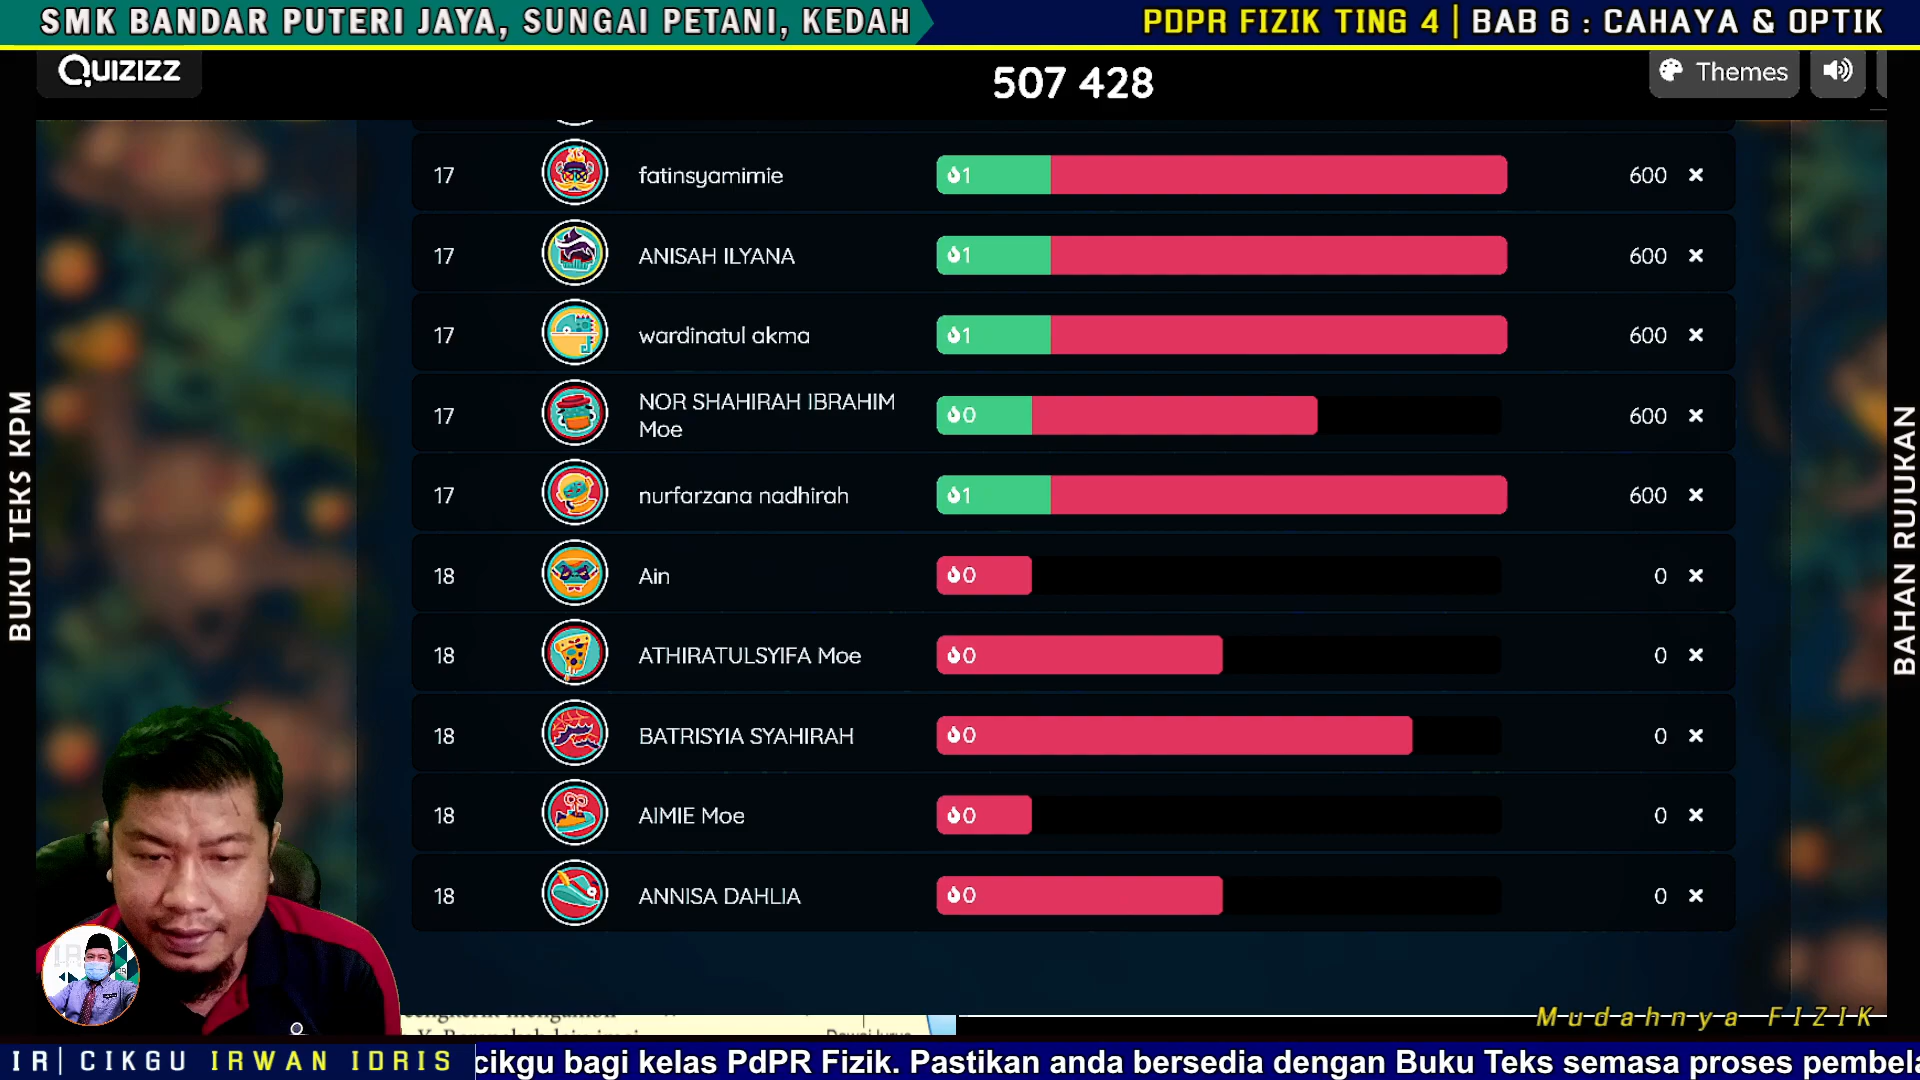 SMK BANDAR PUTERI JAYA, SUNGAI PETANI, KEDAH
PDPR FIZIK TING 4 | BAB 6 : CAHAYA & OPTIK
Quizizz
507 428
Themes
17 fatinsyamimie 1 600
17 ANISAH ILYANA 1 600
17 wardinatul akma 1 600
17 NOR SHAHIRAH IBRAHIM Moe 0 600
17 nurfarzana nadhirah 1 600
18 Ain 0 0
18 ATHIRATULSYIFA Moe 0 0
18 BATRISYIA SYAHIRAH 0 0
18 AIMIE Moe 0 0
18 ANNISA DAHLIA 0 0
BUKU TEKS KPM
BAHAN RUJUKAN
Mudahnya FIZIK
IR| CIKGU IRWAN IDRIS
cikgu bagi kelas PdPR Fizik. Pastikan anda bersedia dengan Buku Teks semasa proses pembela